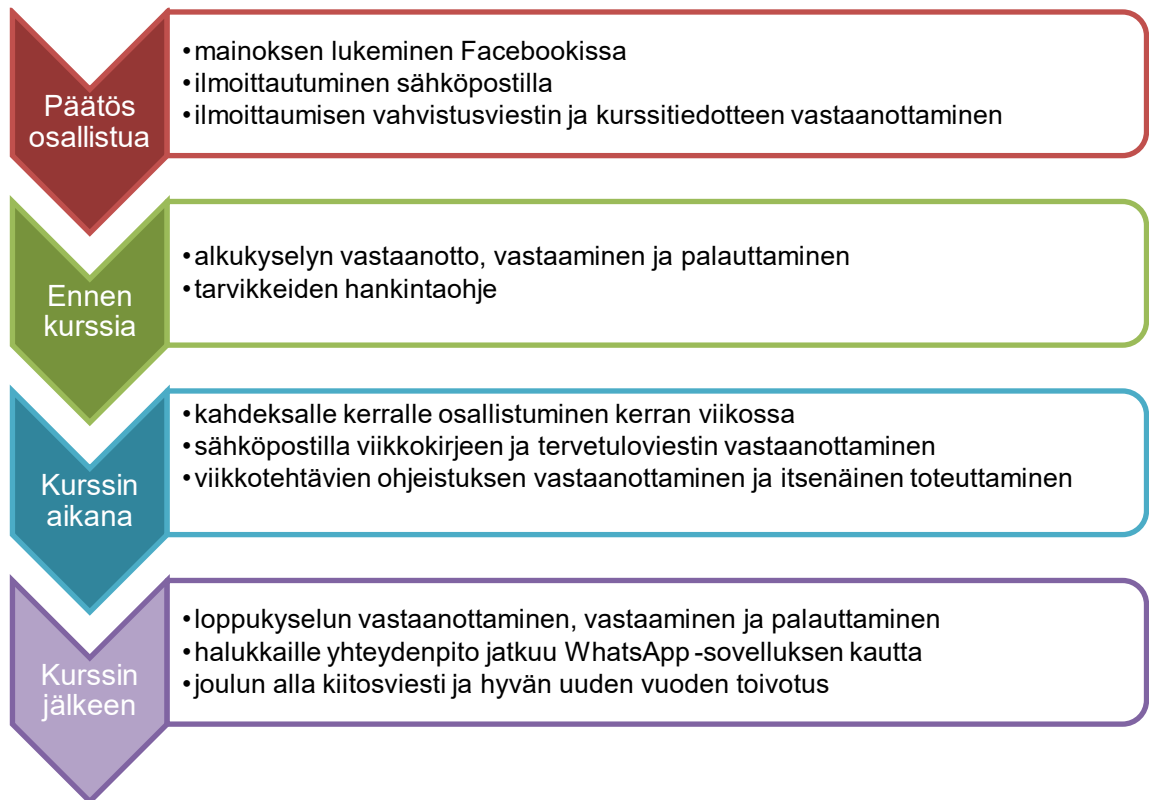 Päätös
osallistua
•mainoksen lukeminen Facebookissa
•ilmoittautuminen sähköpostilla
•ilmoittaumisen vahvistusviestin ja kurssitiedotteen vastaanottaminen
Ennen
kurssia
•alkukyselyn vastaanotto, vastaaminen ja palauttaminen
•tarvikkeiden hankintaohje
Kurssin
aikana
•kahdeksalle kerralle osallistuminen kerran viikossa
•sähköpostilla viikkokirjeen ja tervetuloviestin vastaanottaminen
•viikkotehtävien ohjeistuksen vastaanottaminen ja itsenäinen toteuttaminen
Kurssin
jälkeen
•loppukyselun vastaanottaminen, vastaaminen ja palauttaminen
•halukkaille yhteydenpito jatkuu WhatsApp -sovelluksen kautta
•joulun alla kiitosviesti ja hyvän uuden vuoden toivotus